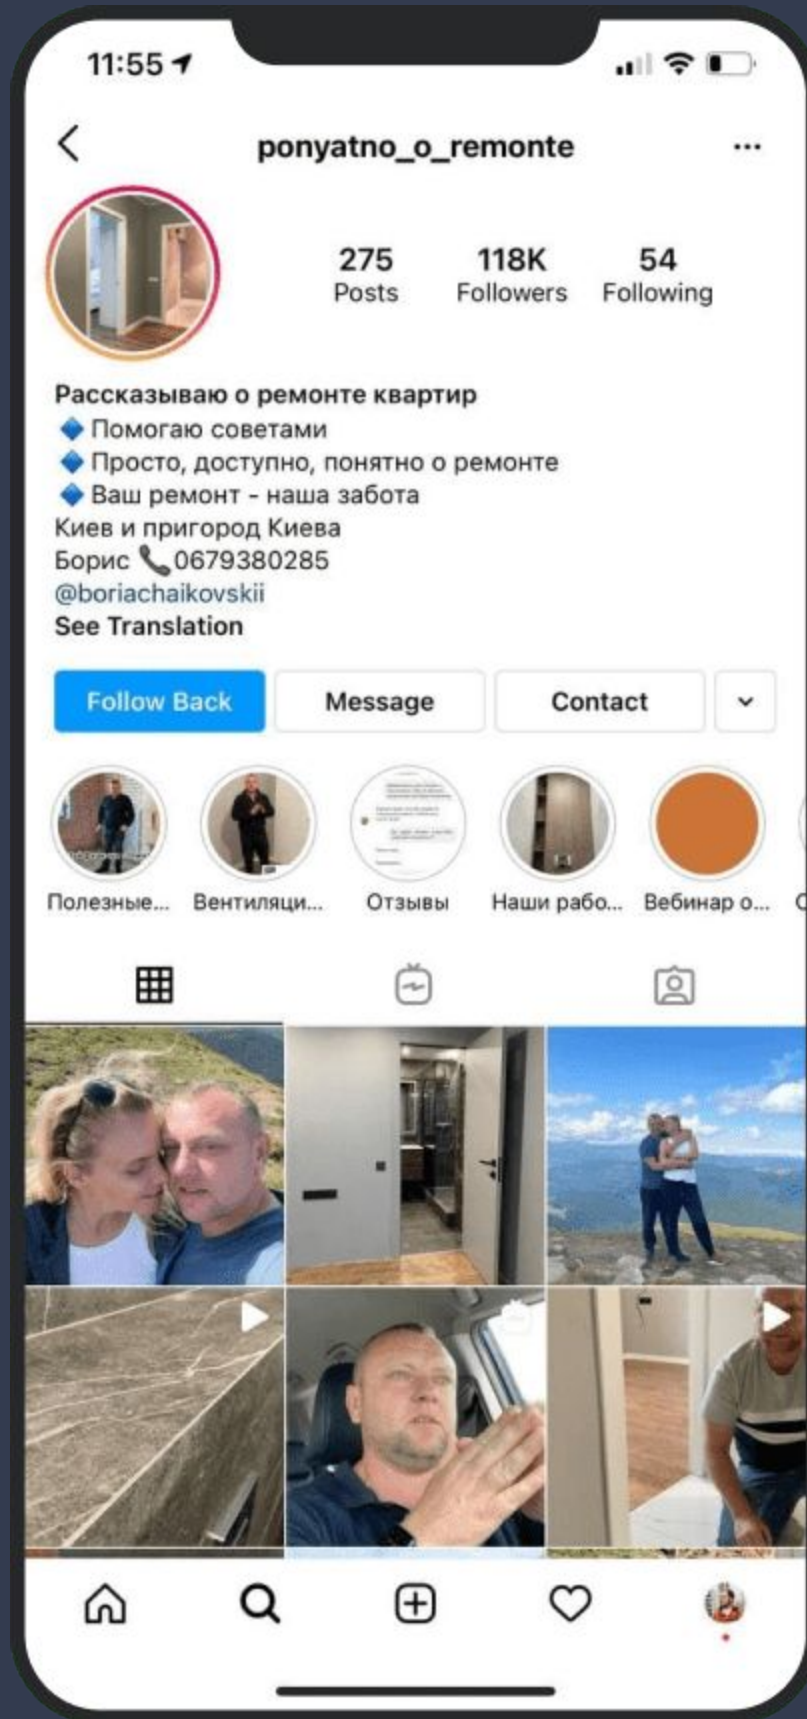 11:55
ponyatno_o_remonte
275 118K 54
Posts Followers Following
Рассказываю о ремонте квартир
🔷 Помогаю советами
🔷 Просто, доступно, понятно о ремонте
🔷 Ваш ремонт - наша забота
Киев и пригород Киева
Борис 📞0679380285
@boriachaikovskii
See Translation
Follow Back Message Contact
Полезные... Вентиляци... Отзывы Наши рабо... Вебинар о...